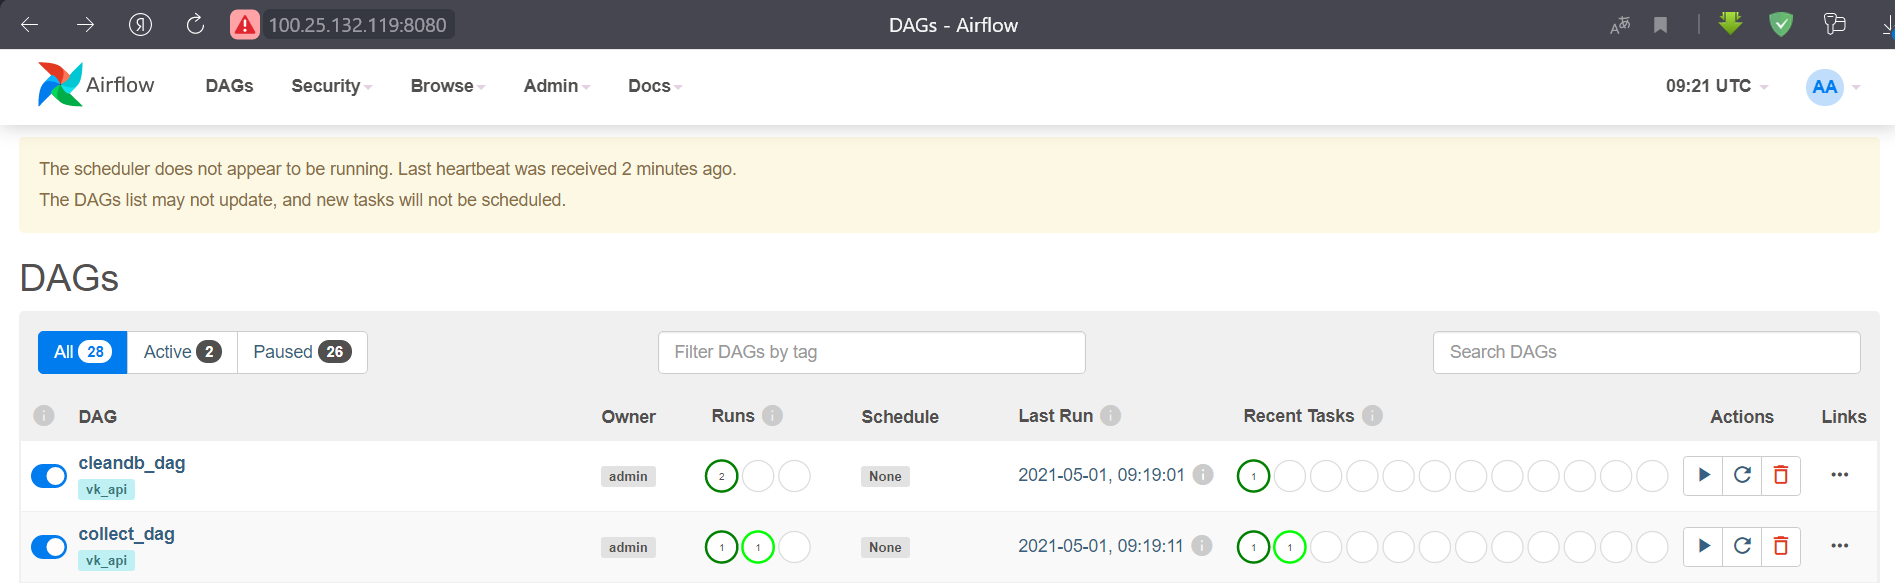 100.25.132.119:8080 DAGs - Airflow
Airflow DAGs Security Browse Admin Docs 09:21 UTC AA
The scheduler does not appear to be running. Last heartbeat was received 2 minutes ago.
The DAGs list may not update, and new tasks will not be scheduled.
DAGs
All 28 Active 2 Paused 26 Filter DAGs by tag Search DAGs
i DAG Owner Runs i Schedule Last Run i Recent Tasks i Actions Links
cleandb_dag
vk_api admin 2 None 2021-05-01, 09:19:01 i 1
collect_dag
vk_api admin 1 1 None 2021-05-01, 09:19:11 i 1 1